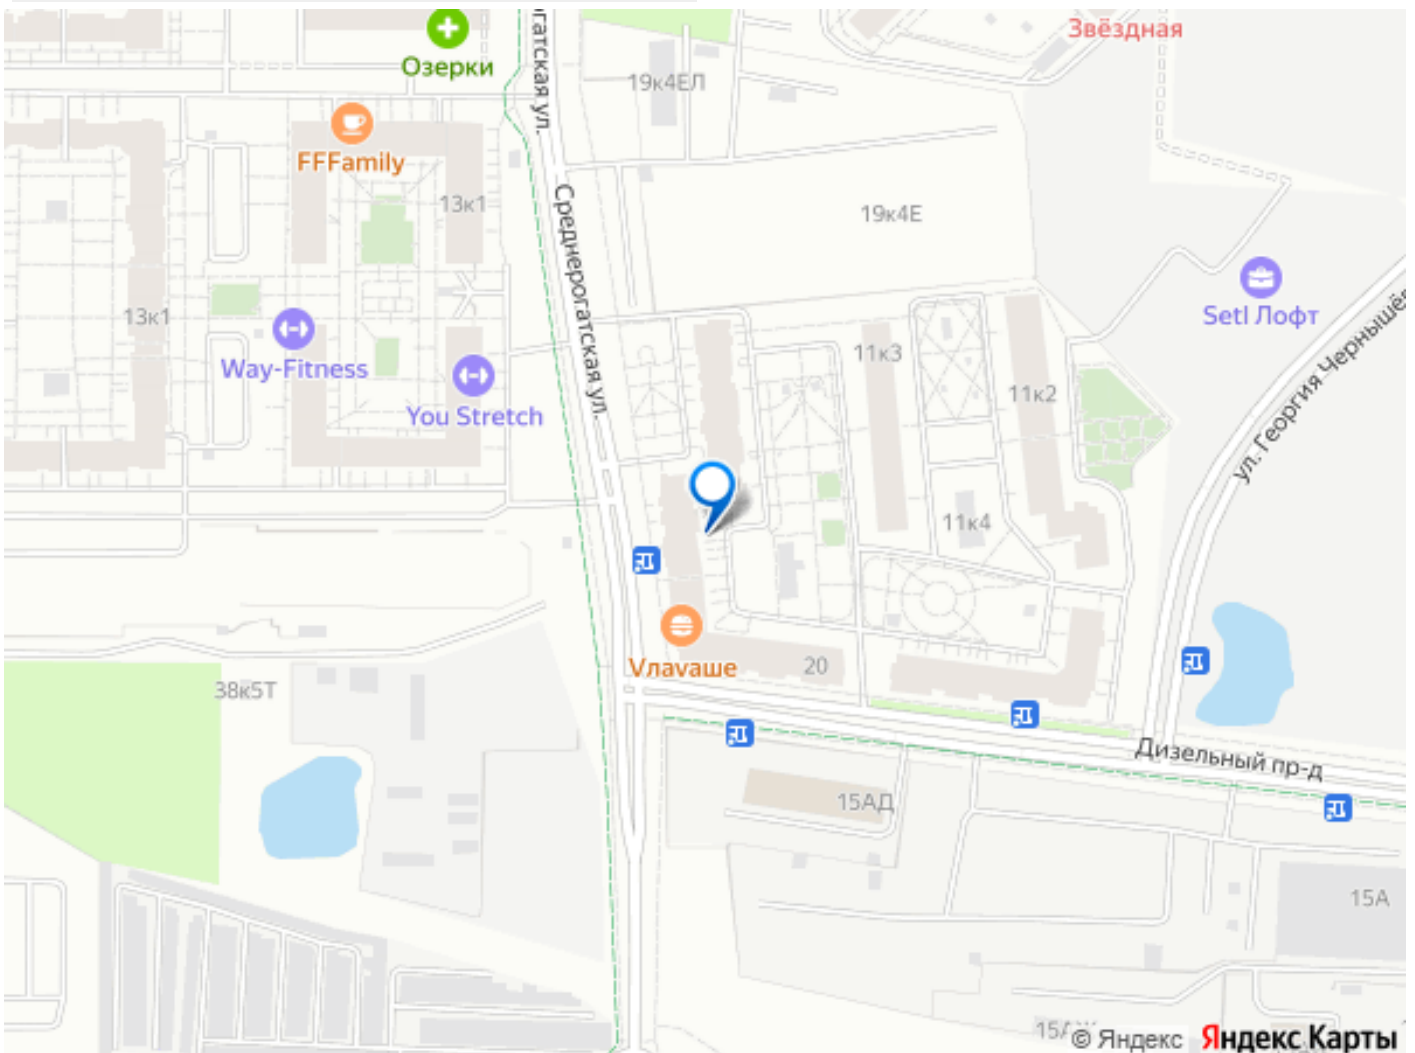 Звёздная
Озерки
гатская ул.
19к4ЕЛ
FFFamily
13к1
Среднерогатская ул.
19к4Е
13к1
Way-Fitness
You Stretch
Setl Лофт
ул. Георгия Чернышёв
11к3
11к2
11к4
Vлаvаше
20
38к5Т
Дизельный пр-д
15АД
15А
© Яндекс Яндекс Карты